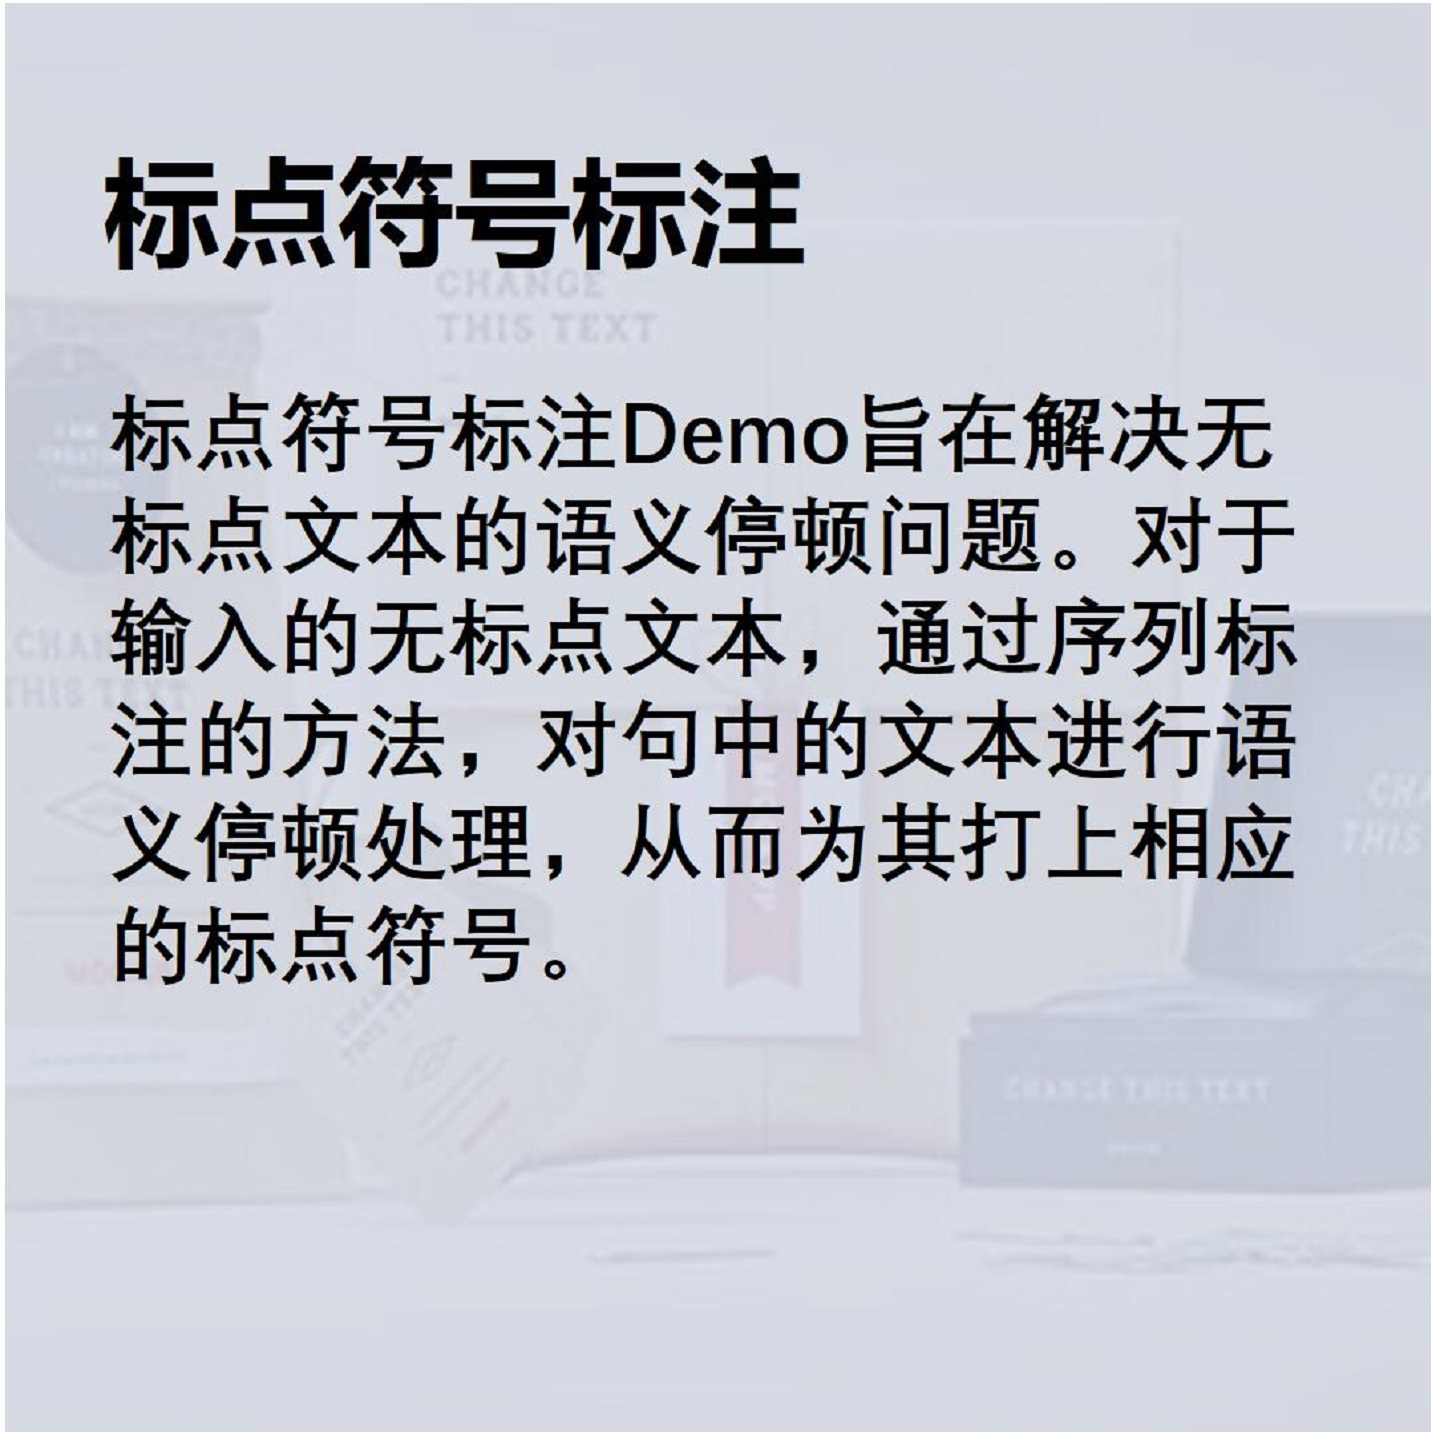 标点符号标注
CHANGE
THIS TEXT
标点符号标注Demo旨在解决无
标点文本的语义停顿问题。对于
输入的无标点文本，通过序列标
注的方法，对句中的文本进行语
义停顿处理，从而为其打上相应
的标点符号。
THIS TEXT
CHANGE THIS TEXT